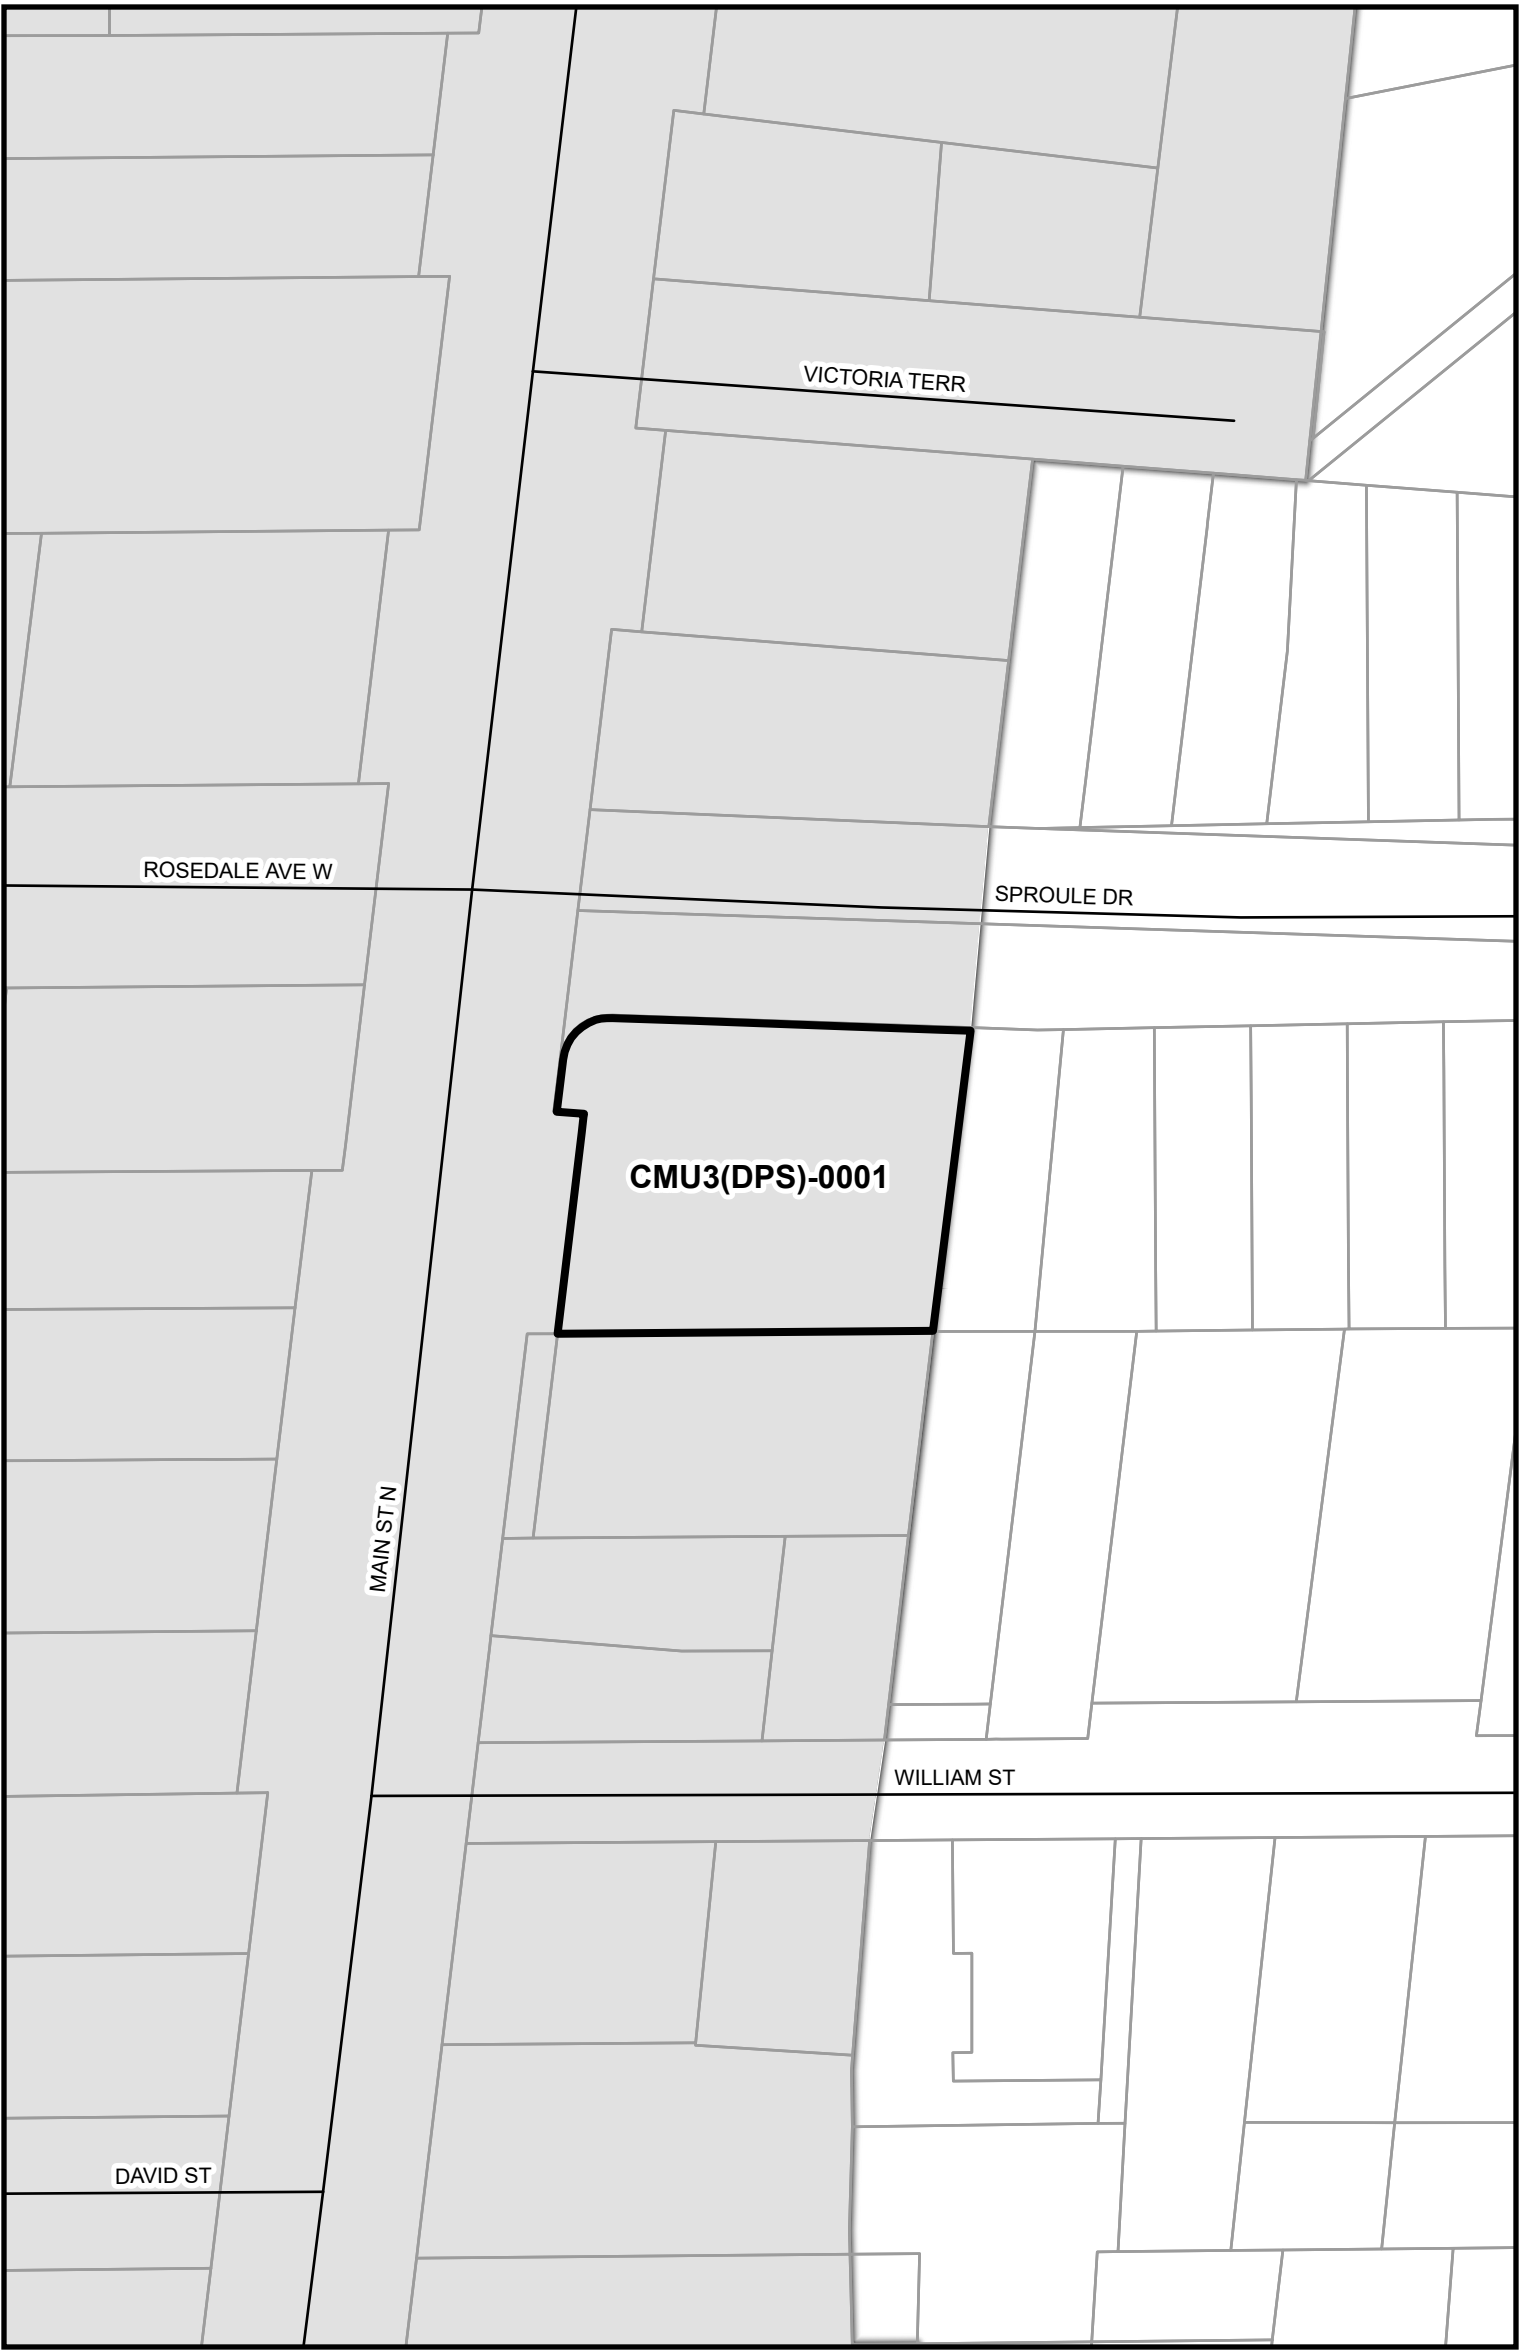 VICTORIA TERR
ROSEDALE AVE W
SPROULE DR
CMU3(DPS)-0001
MAIN ST N
WILLIAM ST
DAVID ST